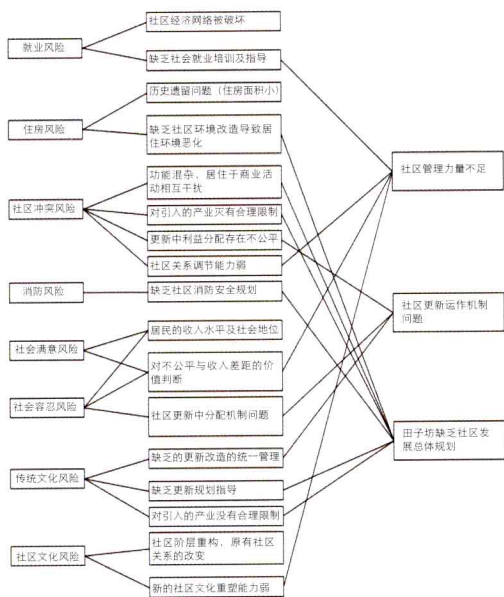 就业风险
社区经济网络被破坏
缺乏社会就业培训及指导
住房风险
历史遗留问题（住房面积小）
缺乏社区环境改造导致居
住环境恶化
社区冲突风险
功能混杂、居住于商业活
动相互干扰
对引入的产业灭有合理限制
更新中利益分配存在不公平
社区关系调节能力弱
消防风险
缺乏社区消防安全规划
社会满意风险
居民的收入水平及社会地位
对不公平与收入差距的价
值判断
社会容忍风险
社区更新中分配机制问题
传统文化风险
缺乏的更新改造的统一管理
缺乏更新规划指导
对引入的产业没有合理限制
社区文化风险
社区阶层重构、原有社区
关系的改变
新的社区文化重塑能力弱
社区管理力量不足
社区更新运作机制
问题
田子坊缺乏社区发
展总体规划